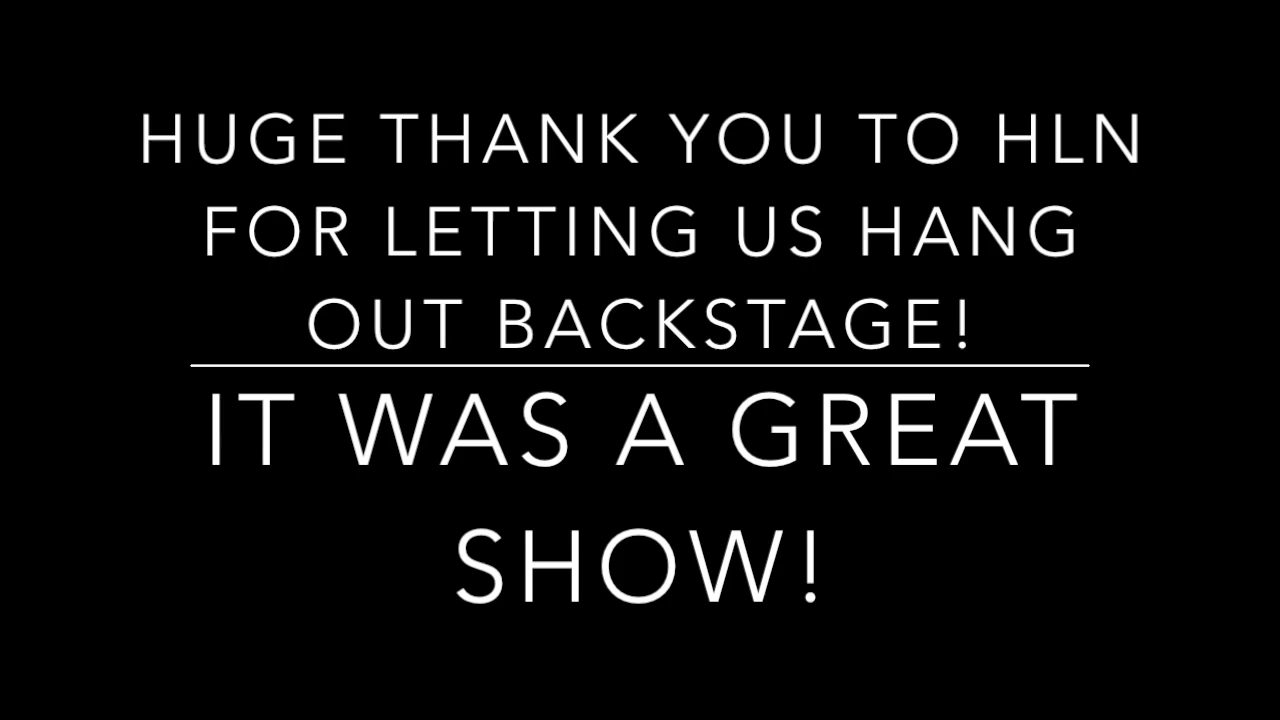 HUGE THANK YOU TO HLN
FOR LETTING US HANG
OUT BACKSTAGE!
IT WAS A GREAT
SHOW!